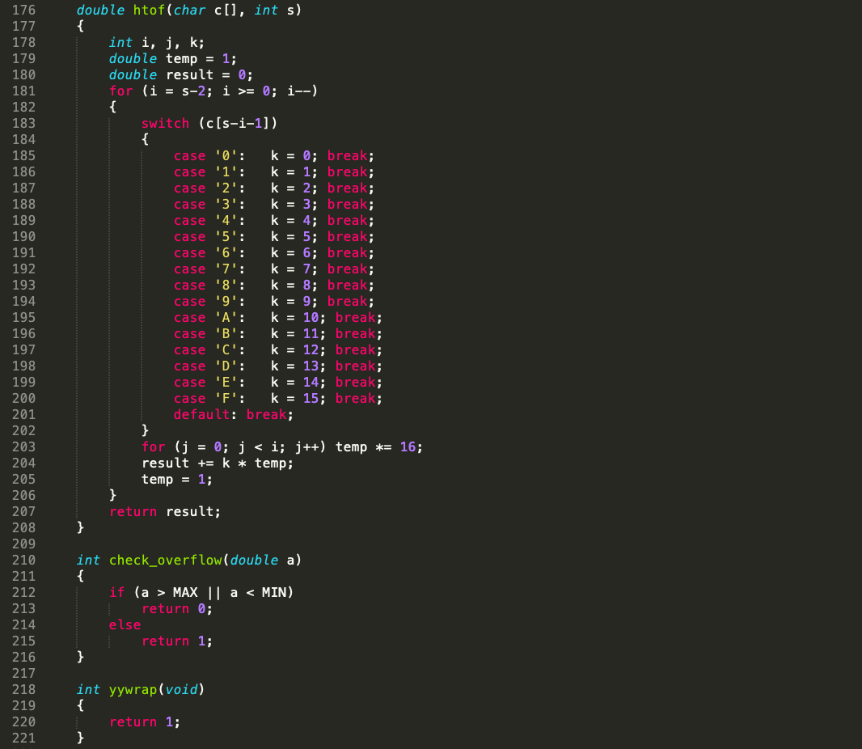 176 double htof(char c[], int s)
177 {
178 int i, j, k;
179 double temp = 1;
180 double result = 0;
181 for (i = s-2; i >= 0; i--)
182 {
183 switch (c[s-i-1])
184 {
185 case '0': k = 0; break;
186 case '1': k = 1; break;
187 case '2': k = 2; break;
188 case '3': k = 3; break;
189 case '4': k = 4; break;
190 case '5': k = 5; break;
191 case '6': k = 6; break;
192 case '7': k = 7; break;
193 case '8': k = 8; break;
194 case '9': k = 9; break;
195 case 'A': k = 10; break;
196 case 'B': k = 11; break;
197 case 'C': k = 12; break;
198 case 'D': k = 13; break;
199 case 'E': k = 14; break;
200 case 'F': k = 15; break;
201 default: break;
202 }
203 for (j = 0; j < i; j++) temp *= 16;
204 result += k * temp;
205 temp = 1;
206 }
207 return result;
208 }
209
210 int check_overflow(double a)
211 {
212 if (a > MAX || a < MIN)
213 return 0;
214 else
215 return 1;
216 }
217
218 int yywrap(void)
219 {
220 return 1;
221 }